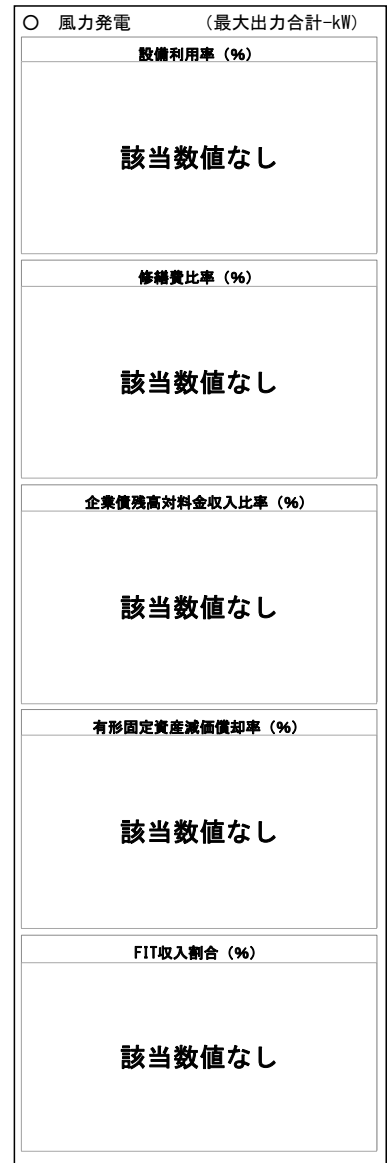 ○ 風力発電 (最大出力合計-kW)
設備利用率（%）
該当数値なし
修繕費比率（%）
該当数値なし
企業債残高対料金収入比率（%）
該当数値なし
有形固定資産減価償却率（%）
該当数値なし
FIT収入割合（%）
該当数値なし